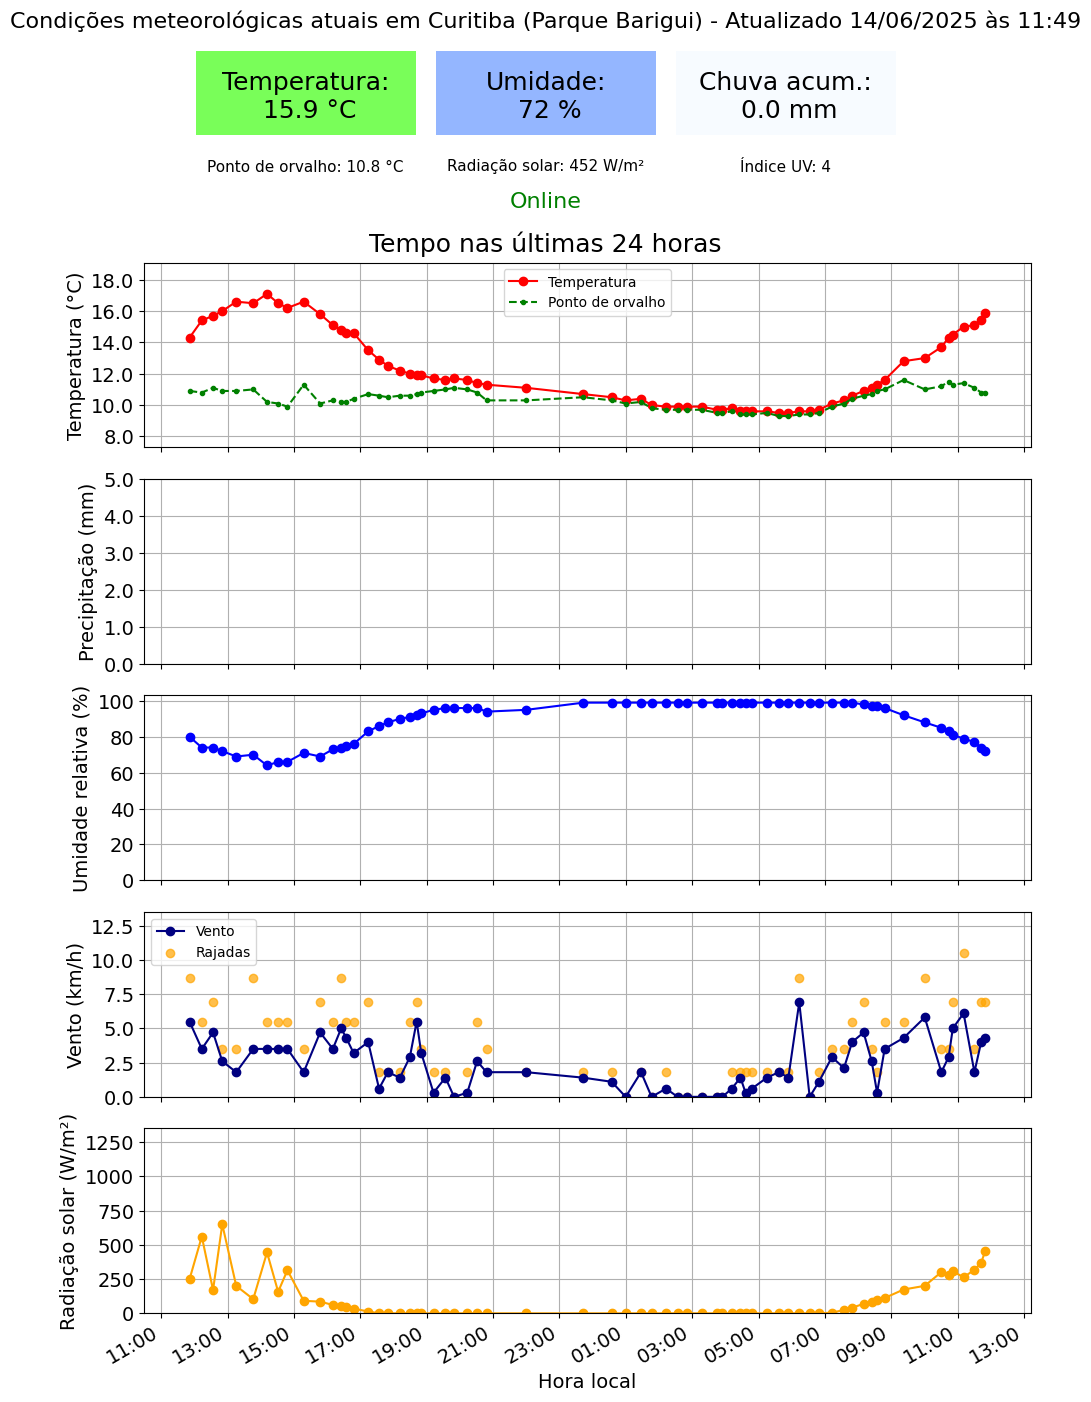 Condições meteorológicas atuais em Curitiba (Parque Barigui) - Atualizado 14/06/2025 às 11:49
Temperatura:
15.9 °C
Umidade:
72 %
Chuva acum.:
0.0 mm
Ponto de orvalho: 10.8 °C
Radiação solar: 452 W/m²
Índice UV: 4
Online
Tempo nas últimas 24 horas
Temperatura (°C)
18.0
16.0
14.0
12.0
10.0
8.0
Temperatura
Ponto de orvalho
Precipitação (mm)
5.0
4.0
3.0
2.0
1.0
0.0
Umidade relativa (%)
100
80
60
40
20
0
Vento (km/h)
12.5
10.0
7.5
5.0
2.5
0.0
Vento
Rajadas
Radiação solar (W/m²)
1250
1000
750
500
250
0
11:00
13:00
15:00
17:00
19:00
21:00
23:00
01:00
03:00
05:00
07:00
09:00
11:00
13:00
Hora local